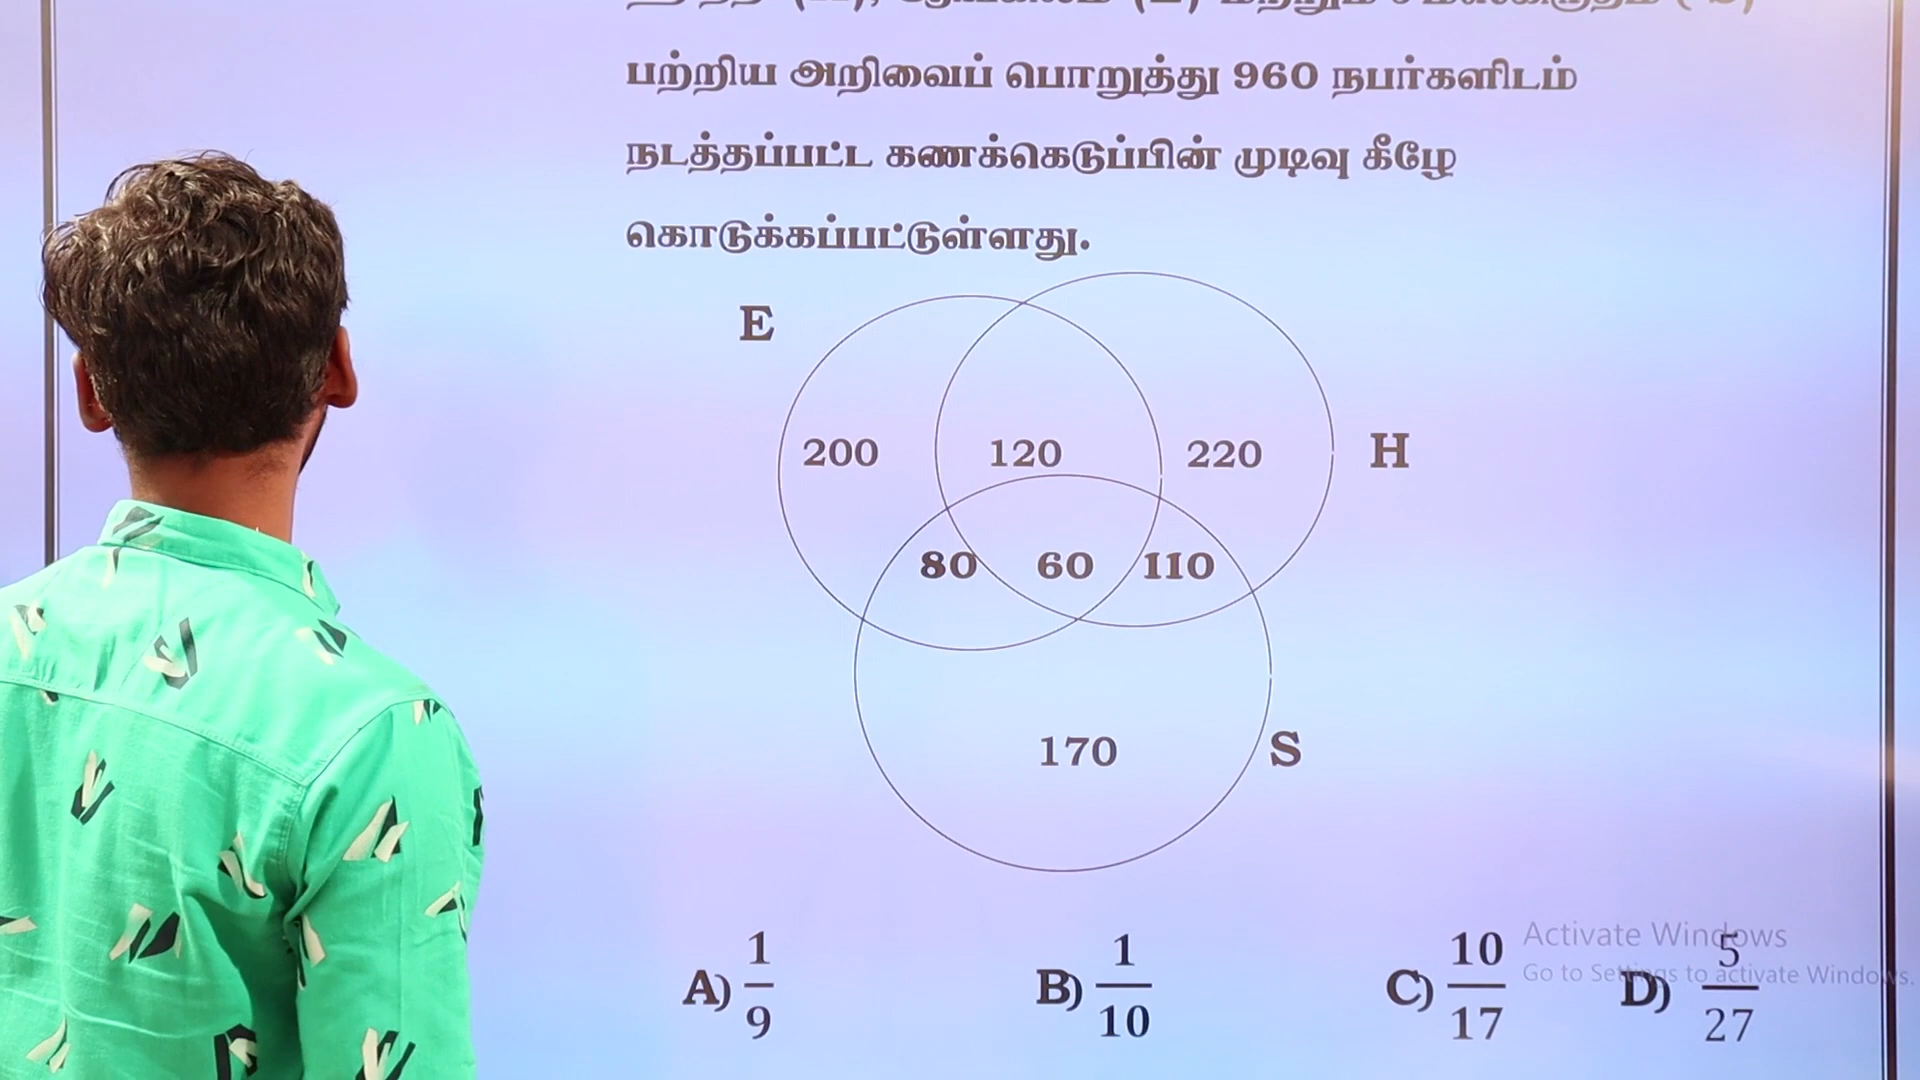 பற்றிய அறிவைப் பொறுத்து 960 நபர்களிடம்
நடத்தப்பட்ட கணக்கெடுப்பின் முடிவு கீழே
கொடுக்கப்பட்டுள்ளது.
E
200 120 220 H
80 60 110
170 S
A) 1/9 B) 1/10 C) 10/17 D) 5/27
Activate Windows
Go to Settings to activate Windows.